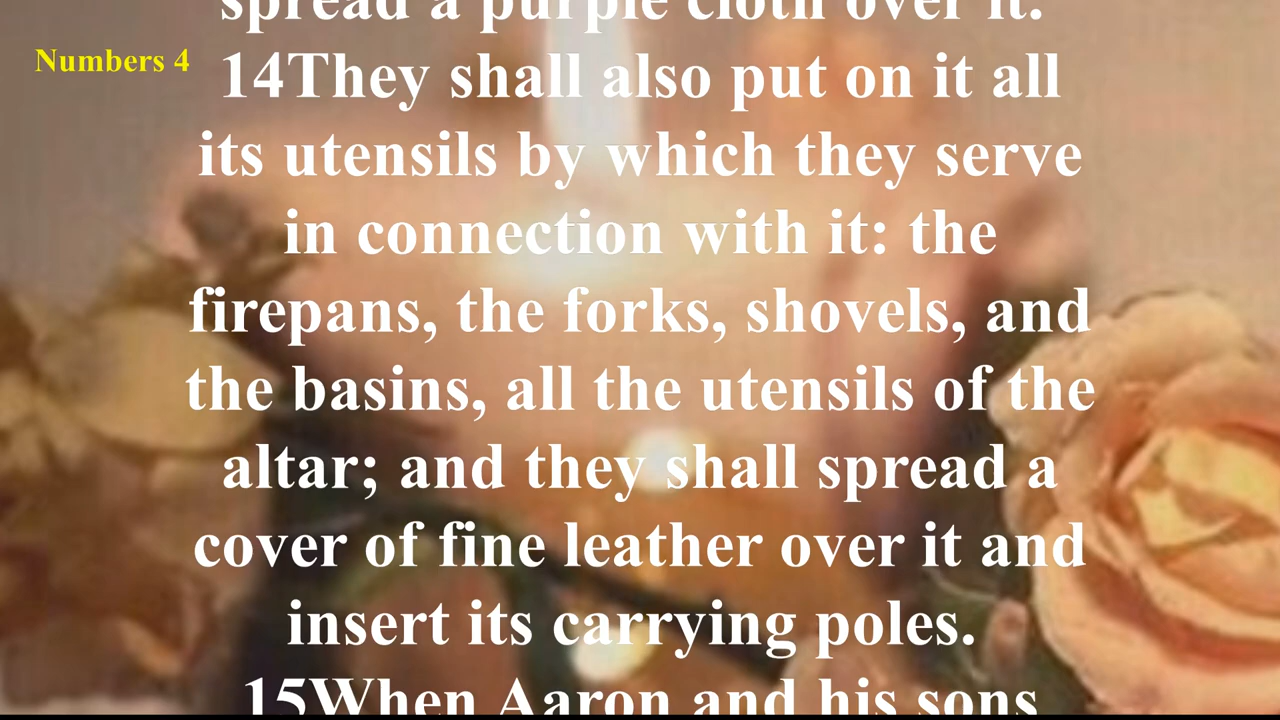 spread a purple cloth over it.
Numbers 4
14They shall also put on it all
its utensils by which they serve
in connection with it: the
firepans, the forks, shovels, and
the basins, all the utensils of the
altar; and they shall spread a
cover of fine leather over it and
insert its carrying poles.
15When Aaron and his sons